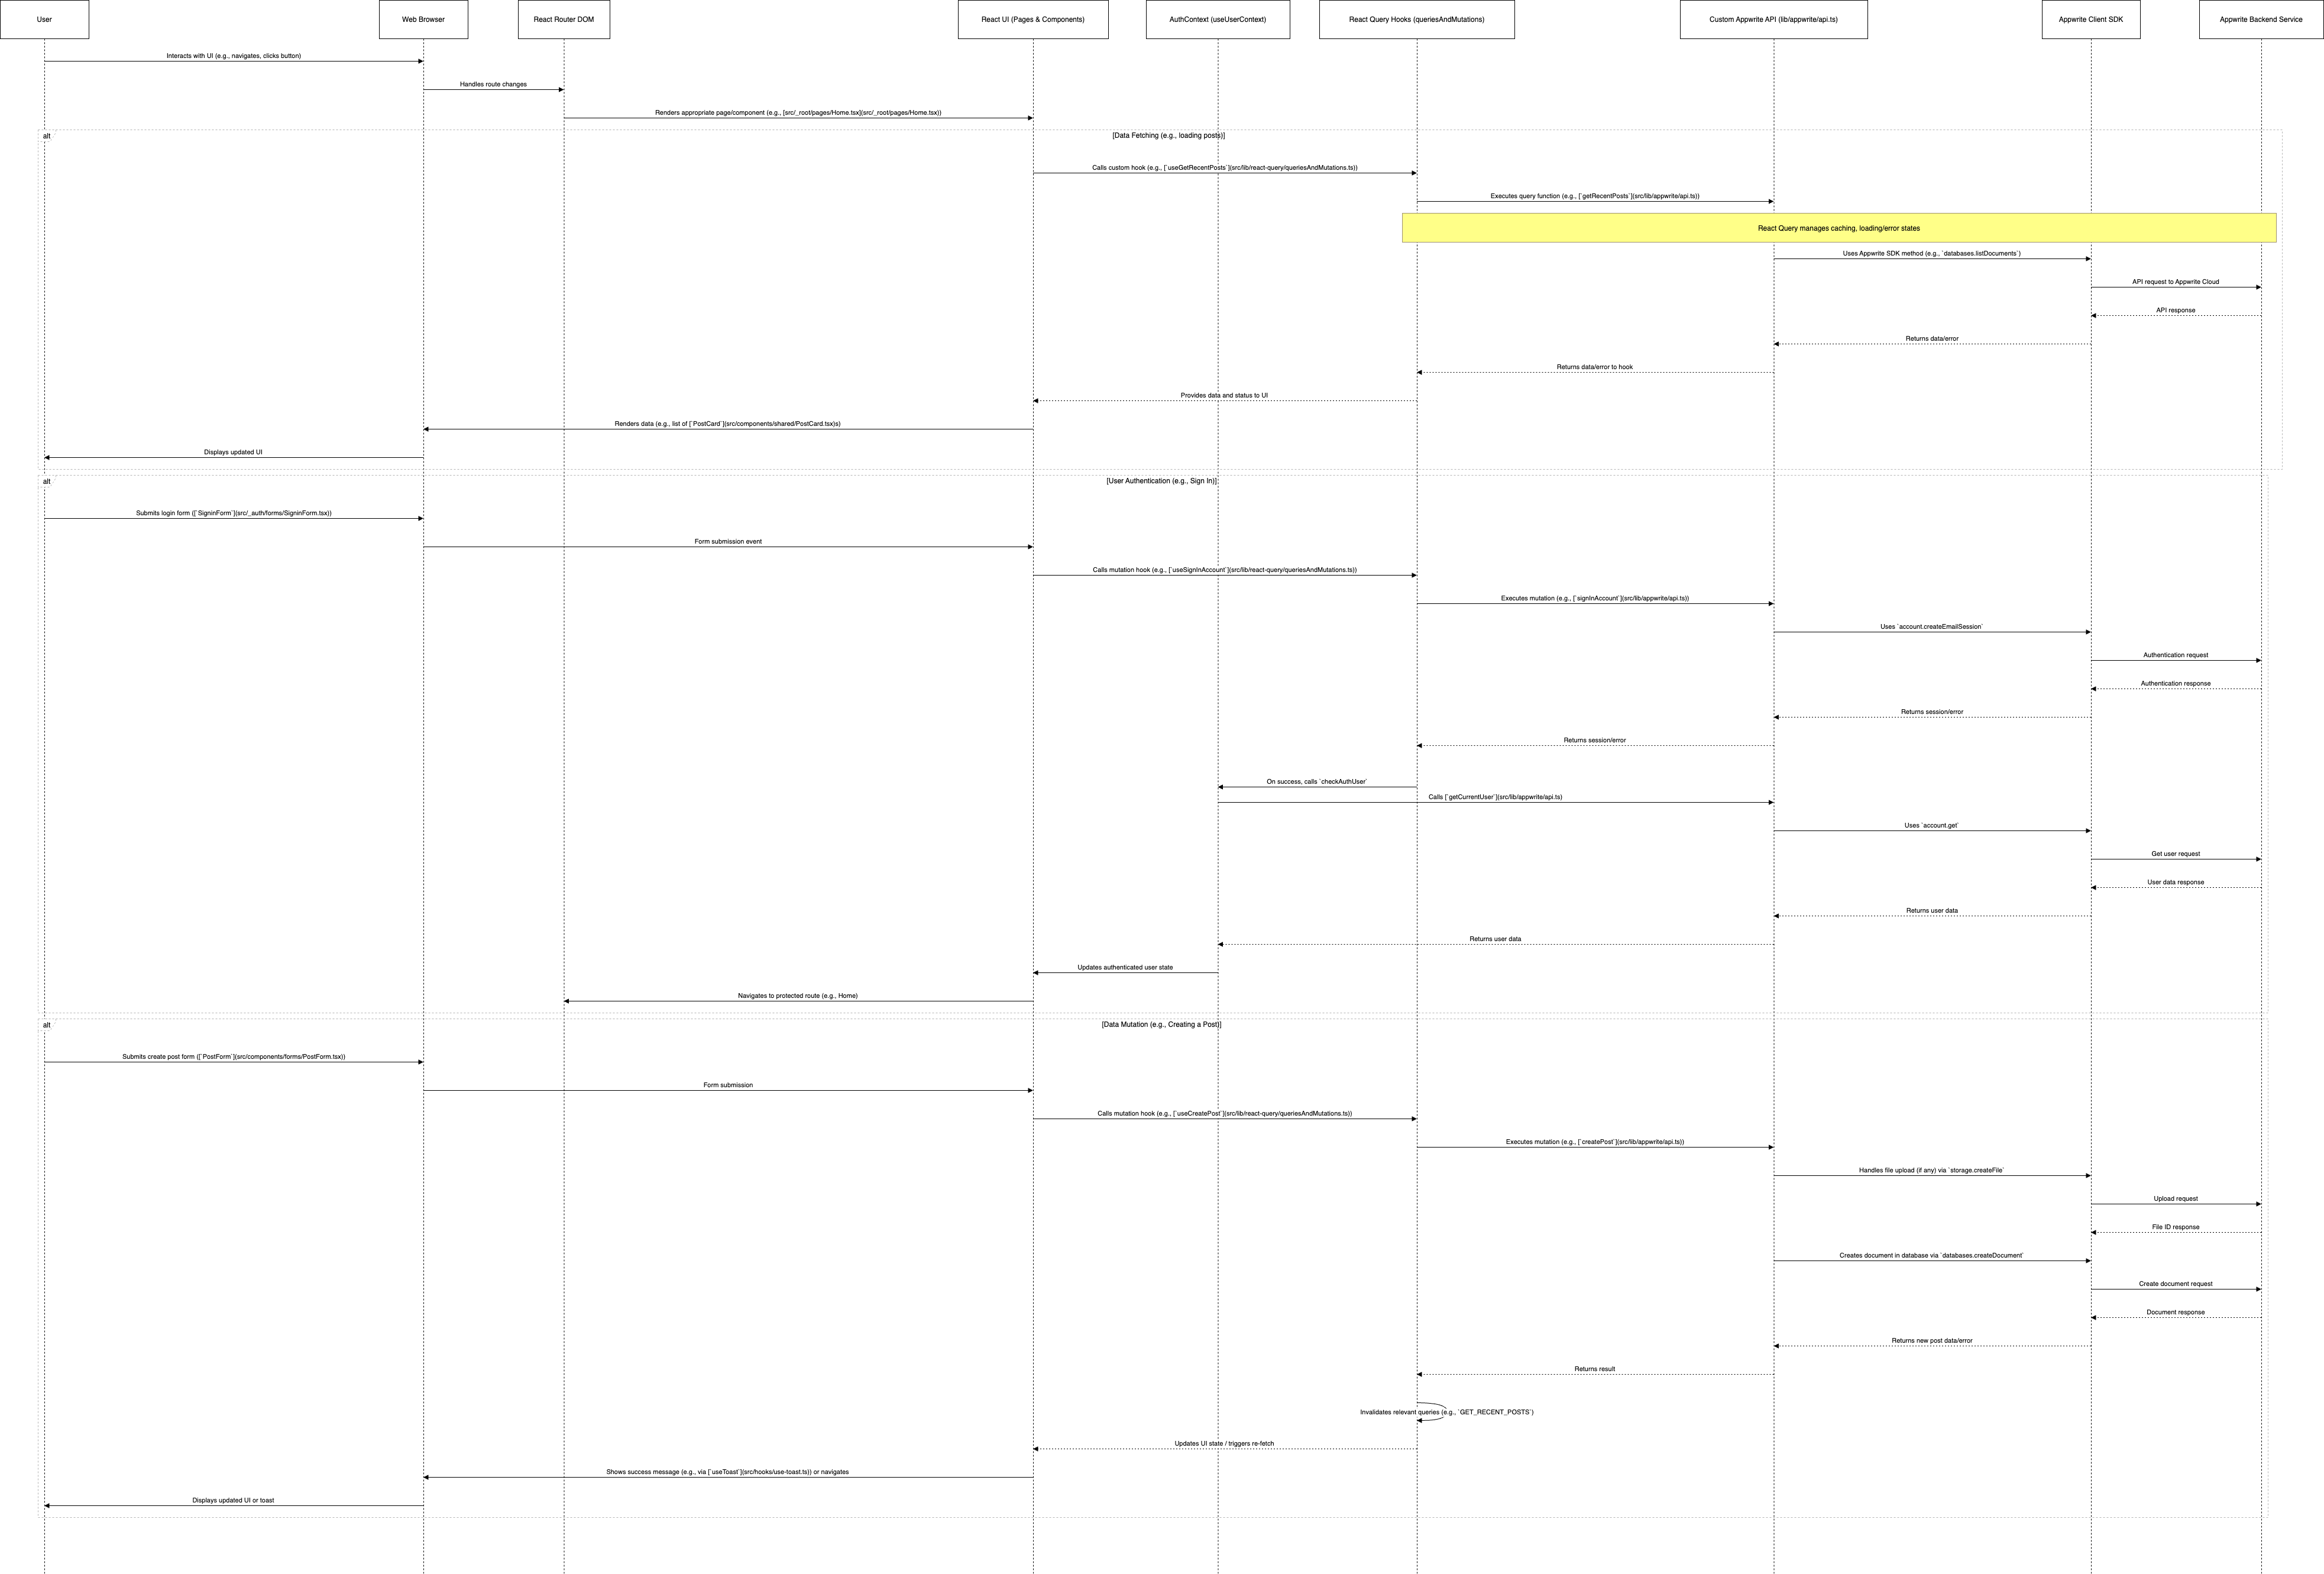 User
Web Browser
React Router DOM
React UI (Pages & Components)
AuthContext (useUserContext)
React Query Hooks (queriesAndMutations)
Custom Appwrite API (lib/appwrite/api.ts)
Appwrite Client SDK
Appwrite Backend Service
Interacts with UI (e.g., navigates, clicks button)
Handles route changes
Renders appropriate page/component (e.g., [src/_root/pages/Home.tsx](src/_root/pages/Home.tsx))
alt
[Data Fetching (e.g., loading posts)]
Calls custom hook (e.g., [`useGetRecentPosts`](src/lib/react-query/queriesAndMutations.ts))
Executes query function (e.g., [`getRecentPosts`](src/lib/appwrite/api.ts))
React Query manages caching, loading/error states
Uses Appwrite SDK method (e.g., `databases.listDocuments`)
API request to Appwrite Cloud
API response
Returns data/error
Returns data/error to hook
Provides data and status to UI
Renders data (e.g., list of [`PostCard`](src/components/shared/PostCard.tsx)s)
Displays updated UI
alt
[User Authentication (e.g., Sign In)]
Submits login form ([`SigninForm`](src/_auth/forms/SigninForm.tsx))
Form submission event
Calls mutation hook (e.g., [`useSignInAccount`](src/lib/react-query/queriesAndMutations.ts))
Executes mutation (e.g., [`signInAccount`](src/lib/appwrite/api.ts))
Uses `account.createEmailSession`
Authentication request
Authentication response
Returns session/error
Returns session/error
On success, calls `checkAuthUser`
Calls [`getCurrentUser`](src/lib/appwrite/api.ts)
Uses `account.get`
Get user request
User data response
Returns user data
Returns user data
Updates authenticated user state
Navigates to protected route (e.g., Home)
alt
[Data Mutation (e.g., Creating a Post)]
Submits create post form ([`PostForm`](src/components/forms/PostForm.tsx))
Form submission
Calls mutation hook (e.g., [`useCreatePost`](src/lib/react-query/queriesAndMutations.ts))
Executes mutation (e.g., [`createPost`](src/lib/appwrite/api.ts))
Handles file upload (if any) via `storage.createFile`
Upload request
File ID response
Creates document in database via `databases.createDocument`
Create document request
Document response
Returns new post data/error
Returns result
Invalidates relevant queries (e.g., `GET_RECENT_POSTS`)
Updates UI state / triggers re-fetch
Shows success message (e.g., via [`useToast`](src/hooks/use-toast.ts)) or navigates
Displays updated UI or toast